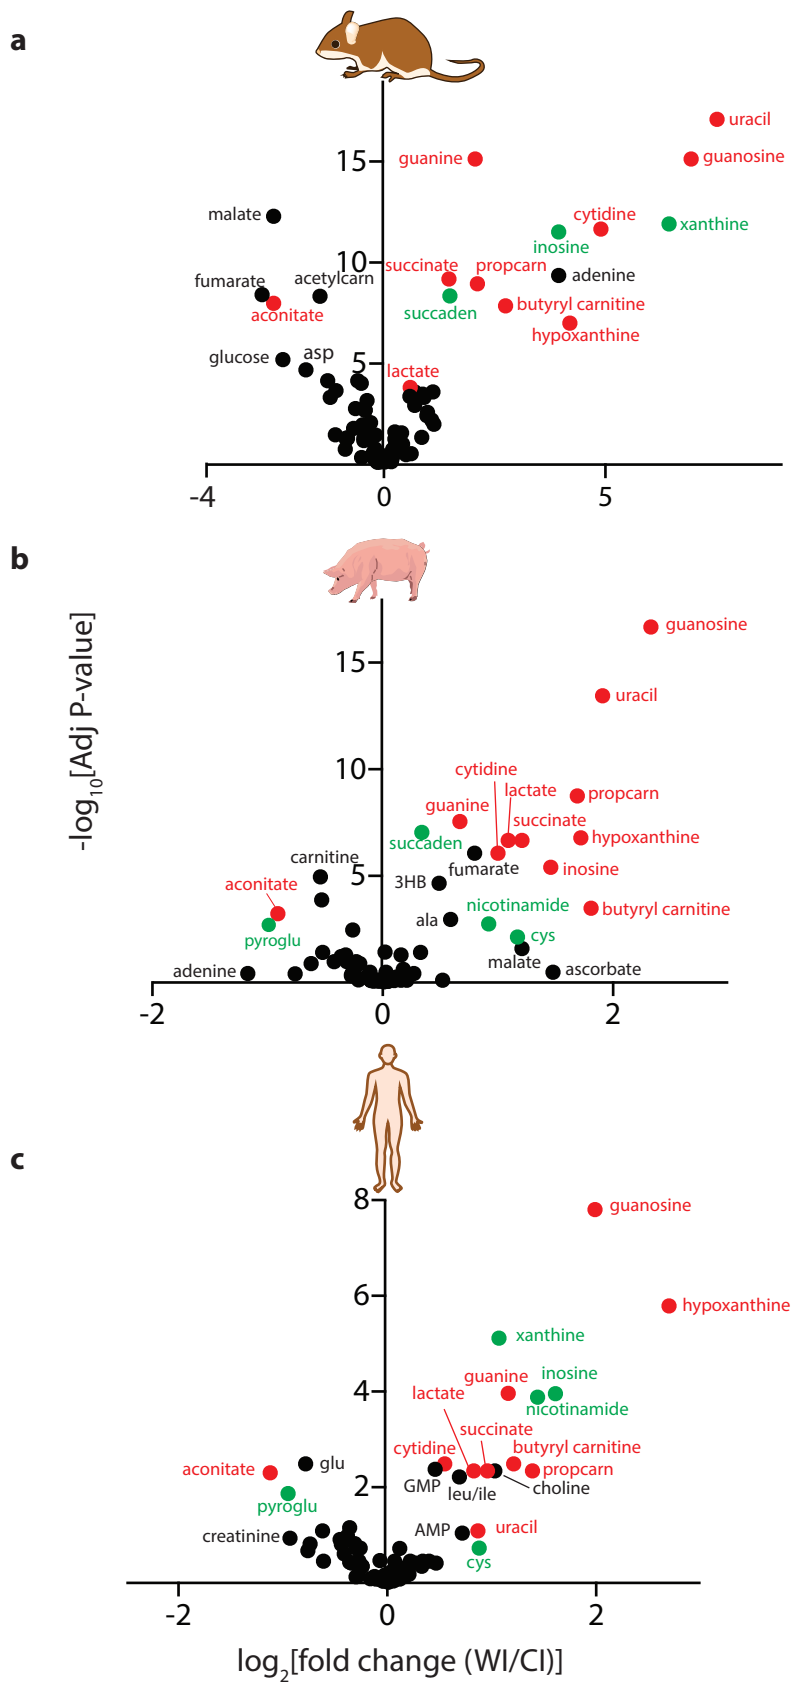 a
uracil
15
guanine
guanosine
malate
cytidine
xanthine
inosine
10
succinate
propcarn
fumarate
acetylcarn
adenine
aconitate
succaden
butyryl carnitine
hypoxanthine
glucose
asp
5
lactate
-4
0
5
b
-log10[Adj P-value]
guanosine
15
uracil
10
cytidine
lactate
propcarn
guanine
succinate
succaden
hypoxanthine
carnitine
fumarate
inosine
5
3HB
aconitate
nicotinamide
butyryl carnitine
ala
pyroglu
cys
malate
adenine
ascorbate
-2
0
2
c
8
guanosine
6
hypoxanthine
xanthine
4
guanine
inosine
lactate
nicotinamide
succinate
cytidine
butyryl carnitine
aconitate
glu
propcarn
2
GMP
leu/ile
choline
pyroglu
creatinine
AMP
uracil
cys
-2
0
2
log2[fold change (WI/CI)]